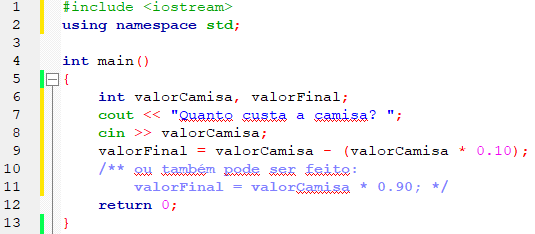 1 #include <iostream>
2 using namespace std;
3
4 int main()
5 {
6 int valorCamisa, valorFinal;
7 cout << "Quanto custa a camisa? ";
8 cin >> valorCamisa;
9 valorFinal = valorCamisa - (valorCamisa * 0.10);
10 /** ou também pode ser feito:
11 valorFinal = valorCamisa * 0.90; */
12 return 0;
13 }